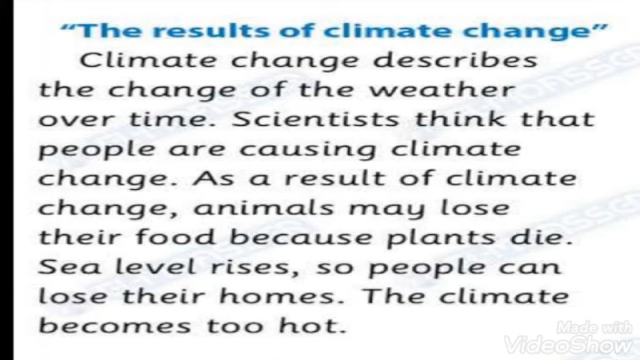 “The results of climate change”
Climate change describes
the change of the weather
over time. Scientists think that
people are causing climate
change. As a result of climate
change, animals may lose
their food because plants die.
Sea level rises, so people can
lose their homes. The climate
becomes too hot.
Made with
VideoShow